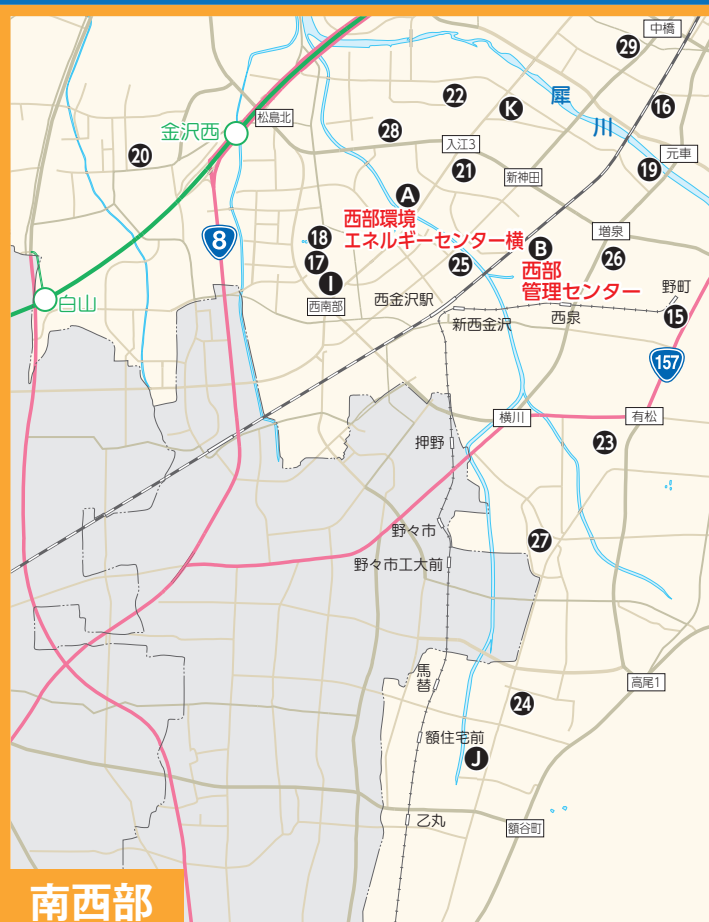 中橋
29
22
K
犀川
16
松島北
金沢西
28
入江3
元車
20
21
新神田
19
A
西部環境
エネルギーセンター横
8
18
17
I
西南部
25
B
西部
管理センター
増泉
26
白山
西金沢駅
新西金沢
西泉
野町
15
157
横川
有松
押野
23
野々市
27
野々市工大前
馬替
高尾1
24
額住宅前
J
乙丸
額谷町
南西部